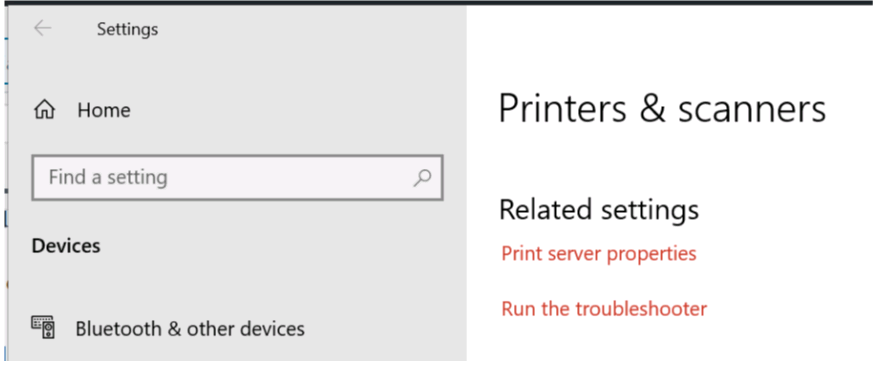 Settings
Home
Find a setting
Devices
Bluetooth & other devices
Printers & scanners
Related settings
Print server properties
Run the troubleshooter